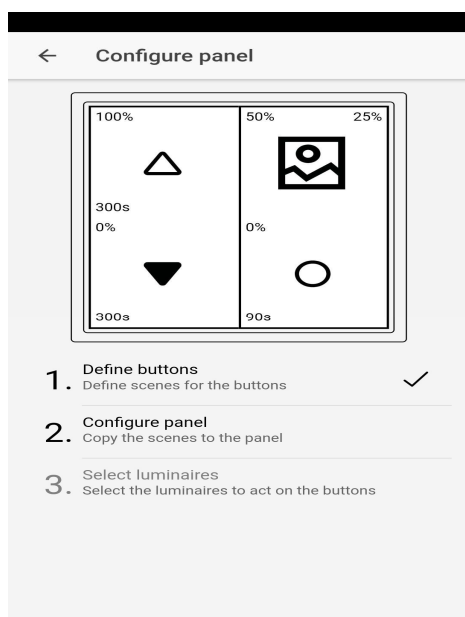 Configure panel
100%
50% 25%
300s
0%
0%
300s
90s
1. Define buttons
Define scenes for the buttons
2. Configure panel
Copy the scenes to the panel
3. Select luminaires
Select the luminaires to act on the buttons